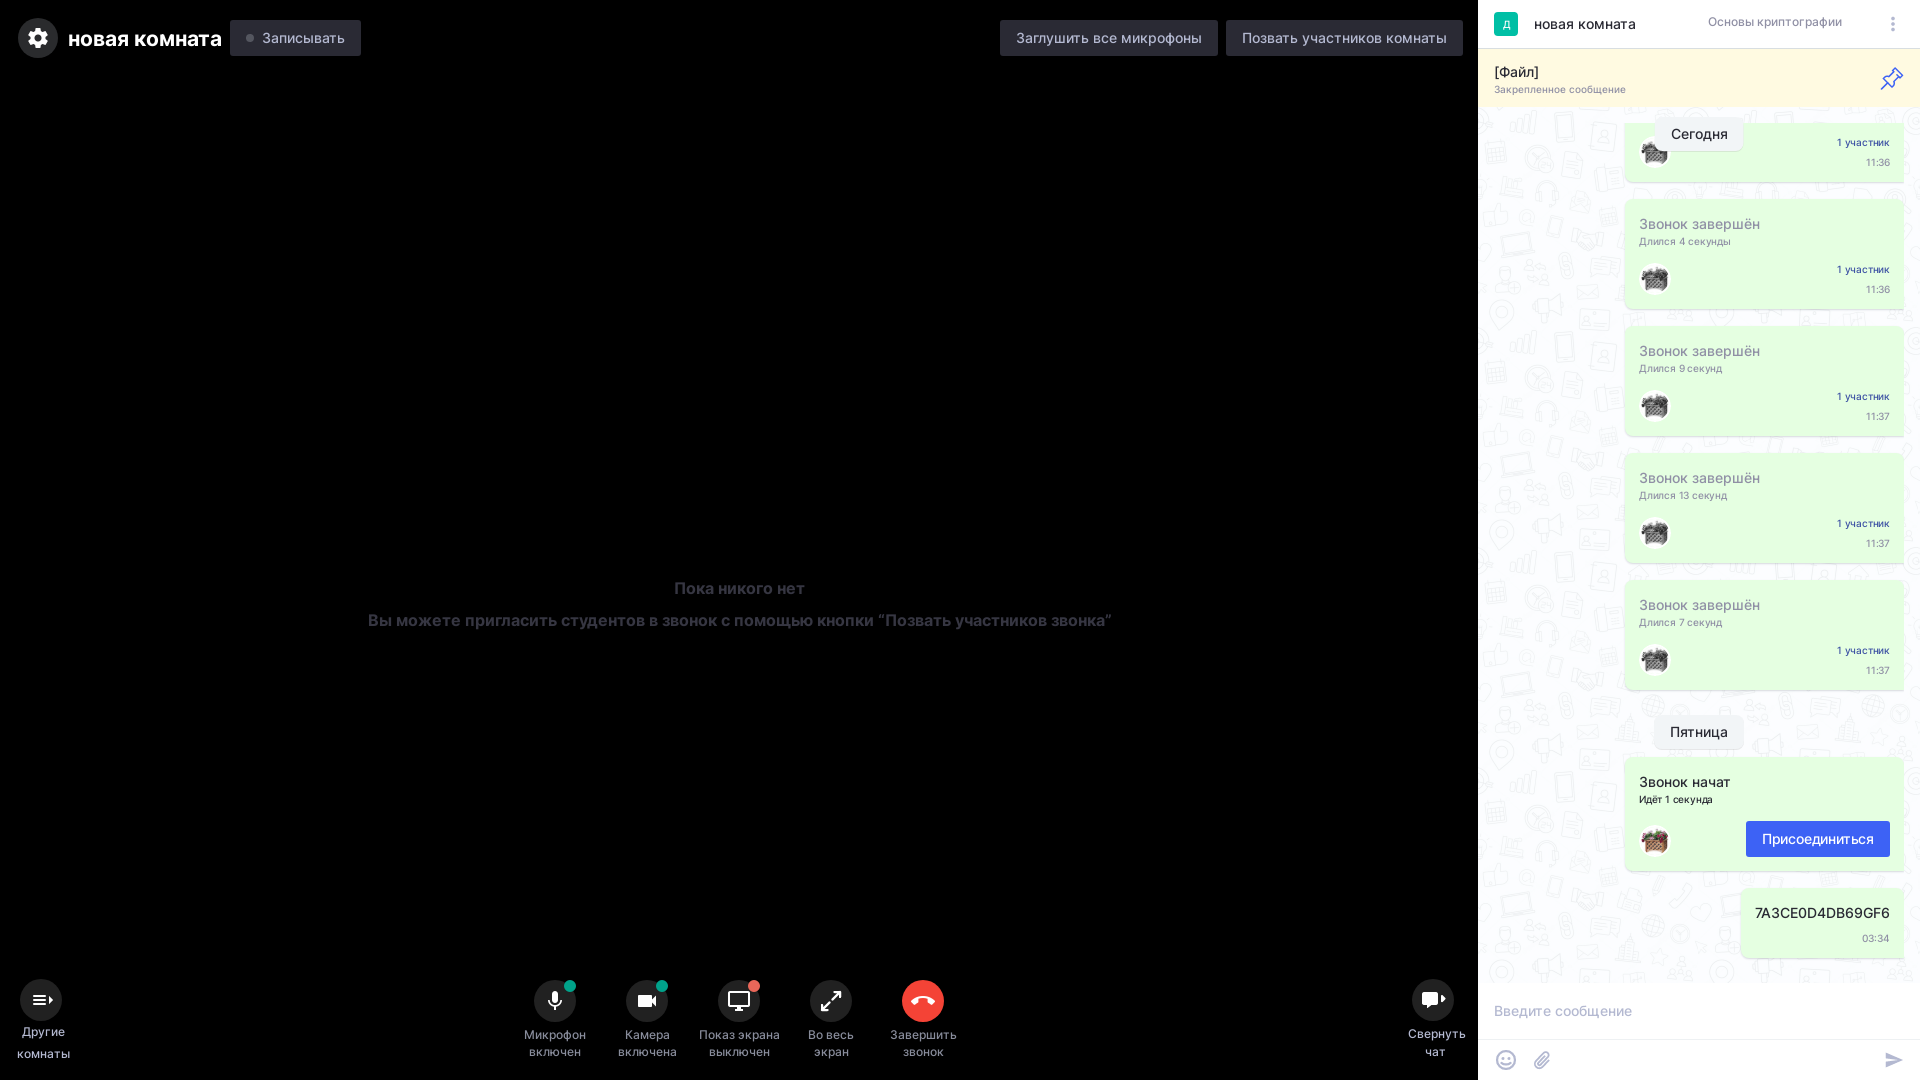 новая комната
Записывать
Заглушить все микрофоны
Позвать участников комнаты
Пока никого нет
Вы можете пригласить студентов в звонок с помощью кнопки “Позвать участников звонка”
Другие
комнаты
Микрофон
включен
Камера
включена
Показ экрана
выключен
Во весь
экран
Завершить
звонок
Свернуть
чат
Д
новая комната
Основы криптографии
[Файл]
Закрепленное сообщение
Сегодня
1 участник
11:36
Звонок завершён
Длился 4 секунды
1 участник
11:36
Звонок завершён
Длился 9 секунд
1 участник
11:37
Звонок завершён
Длился 13 секунд
1 участник
11:37
Звонок завершён
Длился 7 секунд
1 участник
11:37
Пятница
Звонок начат
Идёт 1 секунда
Присоединиться
7A3CE0D4DB69GF6
03:34
Введите сообщение